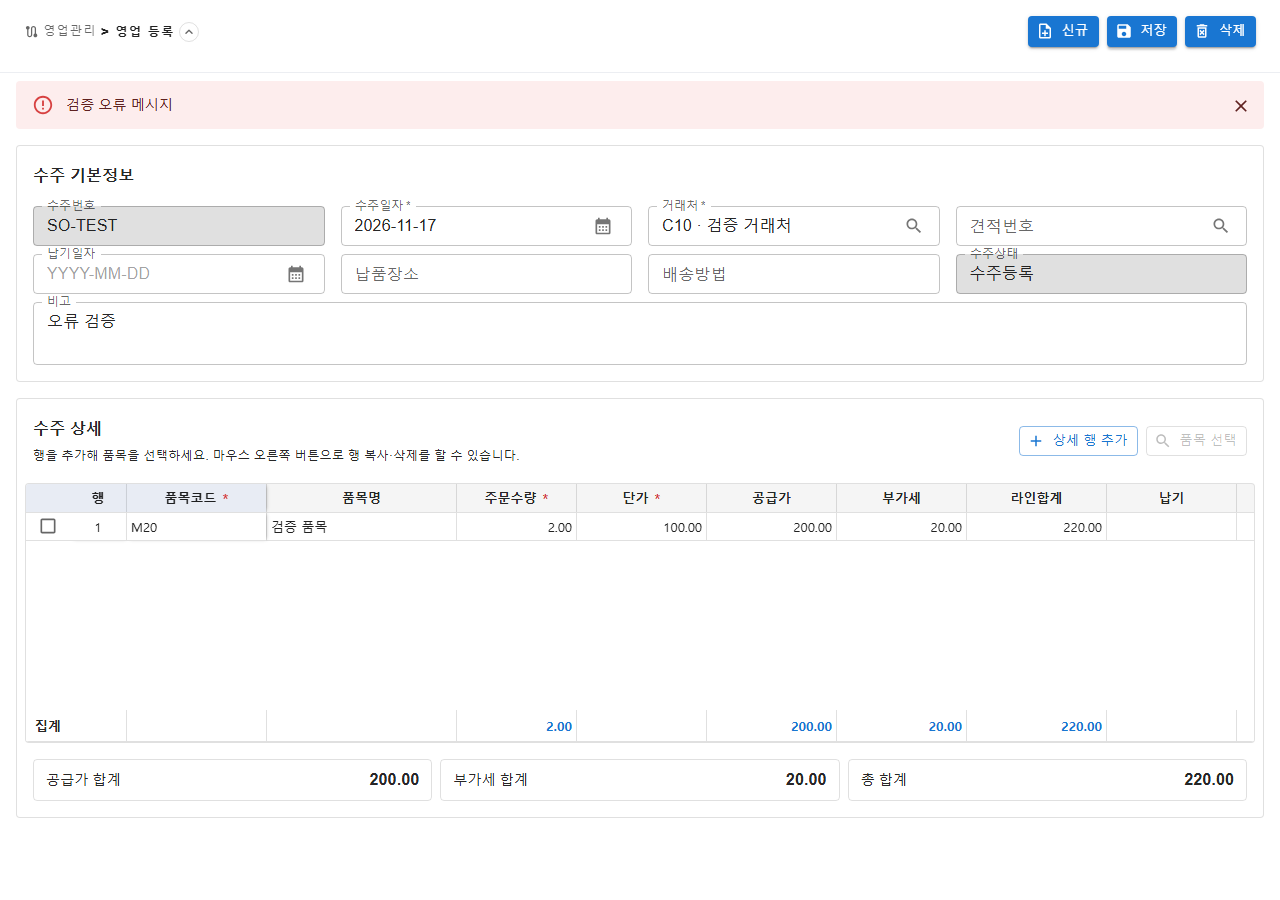 영업관리 > 영업 등록
신규
저장
삭제
검증 오류 메시지
수주 기본정보
수주번호
SO-TEST
수주일자 *
2026-11-17
거래처 *
C10 · 검증 거래처
견적번호
납기일자
YYYY-MM-DD
납품장소
배송방법
수주상태
수주등록
비고
오류 검증
수주 상세
행을 추가해 품목을 선택하세요. 마우스 오른쪽 버튼으로 행 복사·삭제를 할 수 있습니다.
상세 행 추가
품목 선택
행 품목코드 * 품목명 주문수량 * 단가 * 공급가 부가세 라인합계 납기
1 M20 검증 품목 2.00 100.00 200.00 20.00 220.00
집계 2.00 200.00 20.00 220.00
공급가 합계 200.00
부가세 합계 20.00
총 합계 220.00